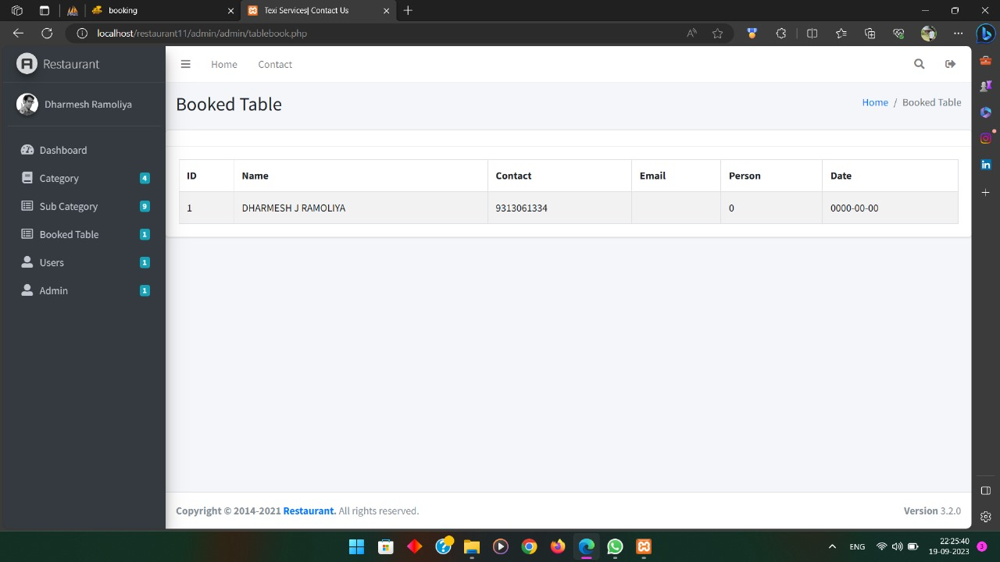 booking
Texi Services| Contact Us
localhost/restaurant11/admin/admin/tablebook.php
Restaurant
Home
Contact
Dharmesh Ramoliya
Booked Table
Home / Booked Table
Dashboard
Category 4
Sub Category 9
Booked Table 1
Users 1
Admin 1
ID Name Contact Email Person Date
1 DHARMESH J RAMOLIYA 9313061334 0 0000-00-00
Copyright © 2014-2021 Restaurant. All rights reserved.
Version 3.2.0
ENG
22:25:40
19-09-2023
3